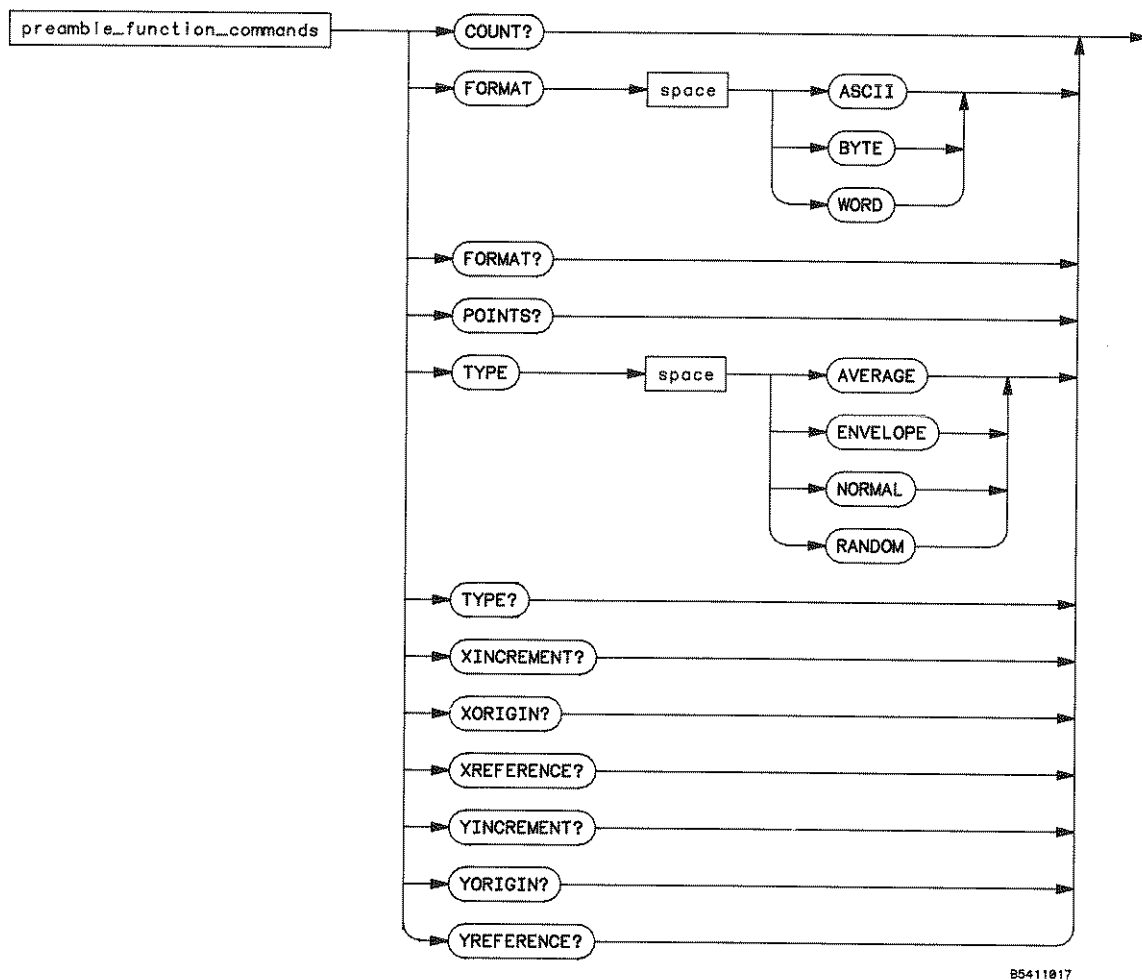 preamble_function_commands
COUNT?
FORMAT space ASCII
BYTE
WORD
FORMAT?
POINTS?
TYPE space AVERAGE
ENVELOPE
NORMAL
RANDOM
TYPE?
XINCREMENT?
XORIGIN?
XREFERENCE?
YINCREMENT?
YORIGIN?
YREFERENCE?
B5411017